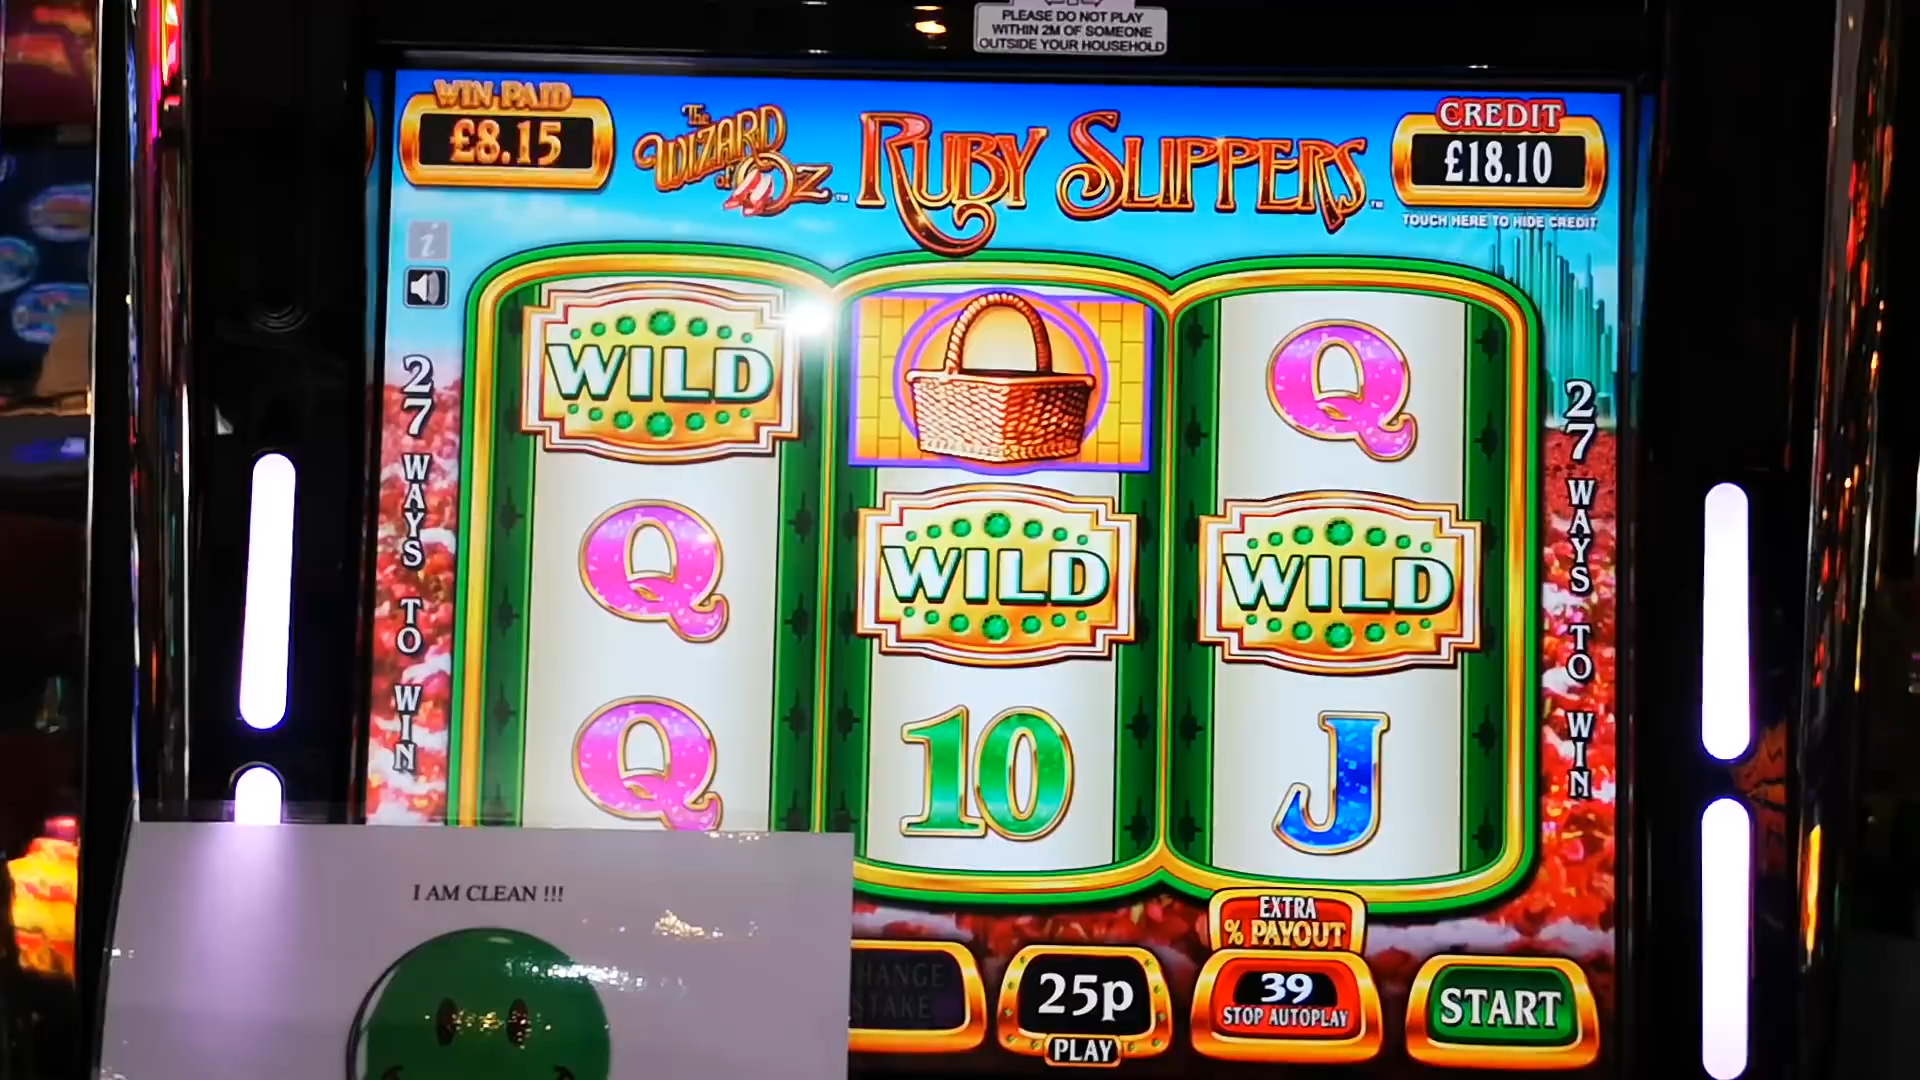 PLEASE DO NOT PLAY
WITHIN 2M OF SOMEONE
OUTSIDE YOUR HOUSEHOLD
WIN PAID
£8.15
The
WIZARD
of OZ™
RUBY SLIPPERS™
CREDIT
£18.10
TOUCH HERE TO HIDE CREDIT
i
27 WAYS TO WIN
WILD
Q
Q
Q
WILD
10
WILD
J
27 WAYS TO WIN
I AM CLEAN !!!
HANGE
STAKE
25p
PLAY
EXTRA
% PAYOUT
39
STOP AUTOPLAY
START